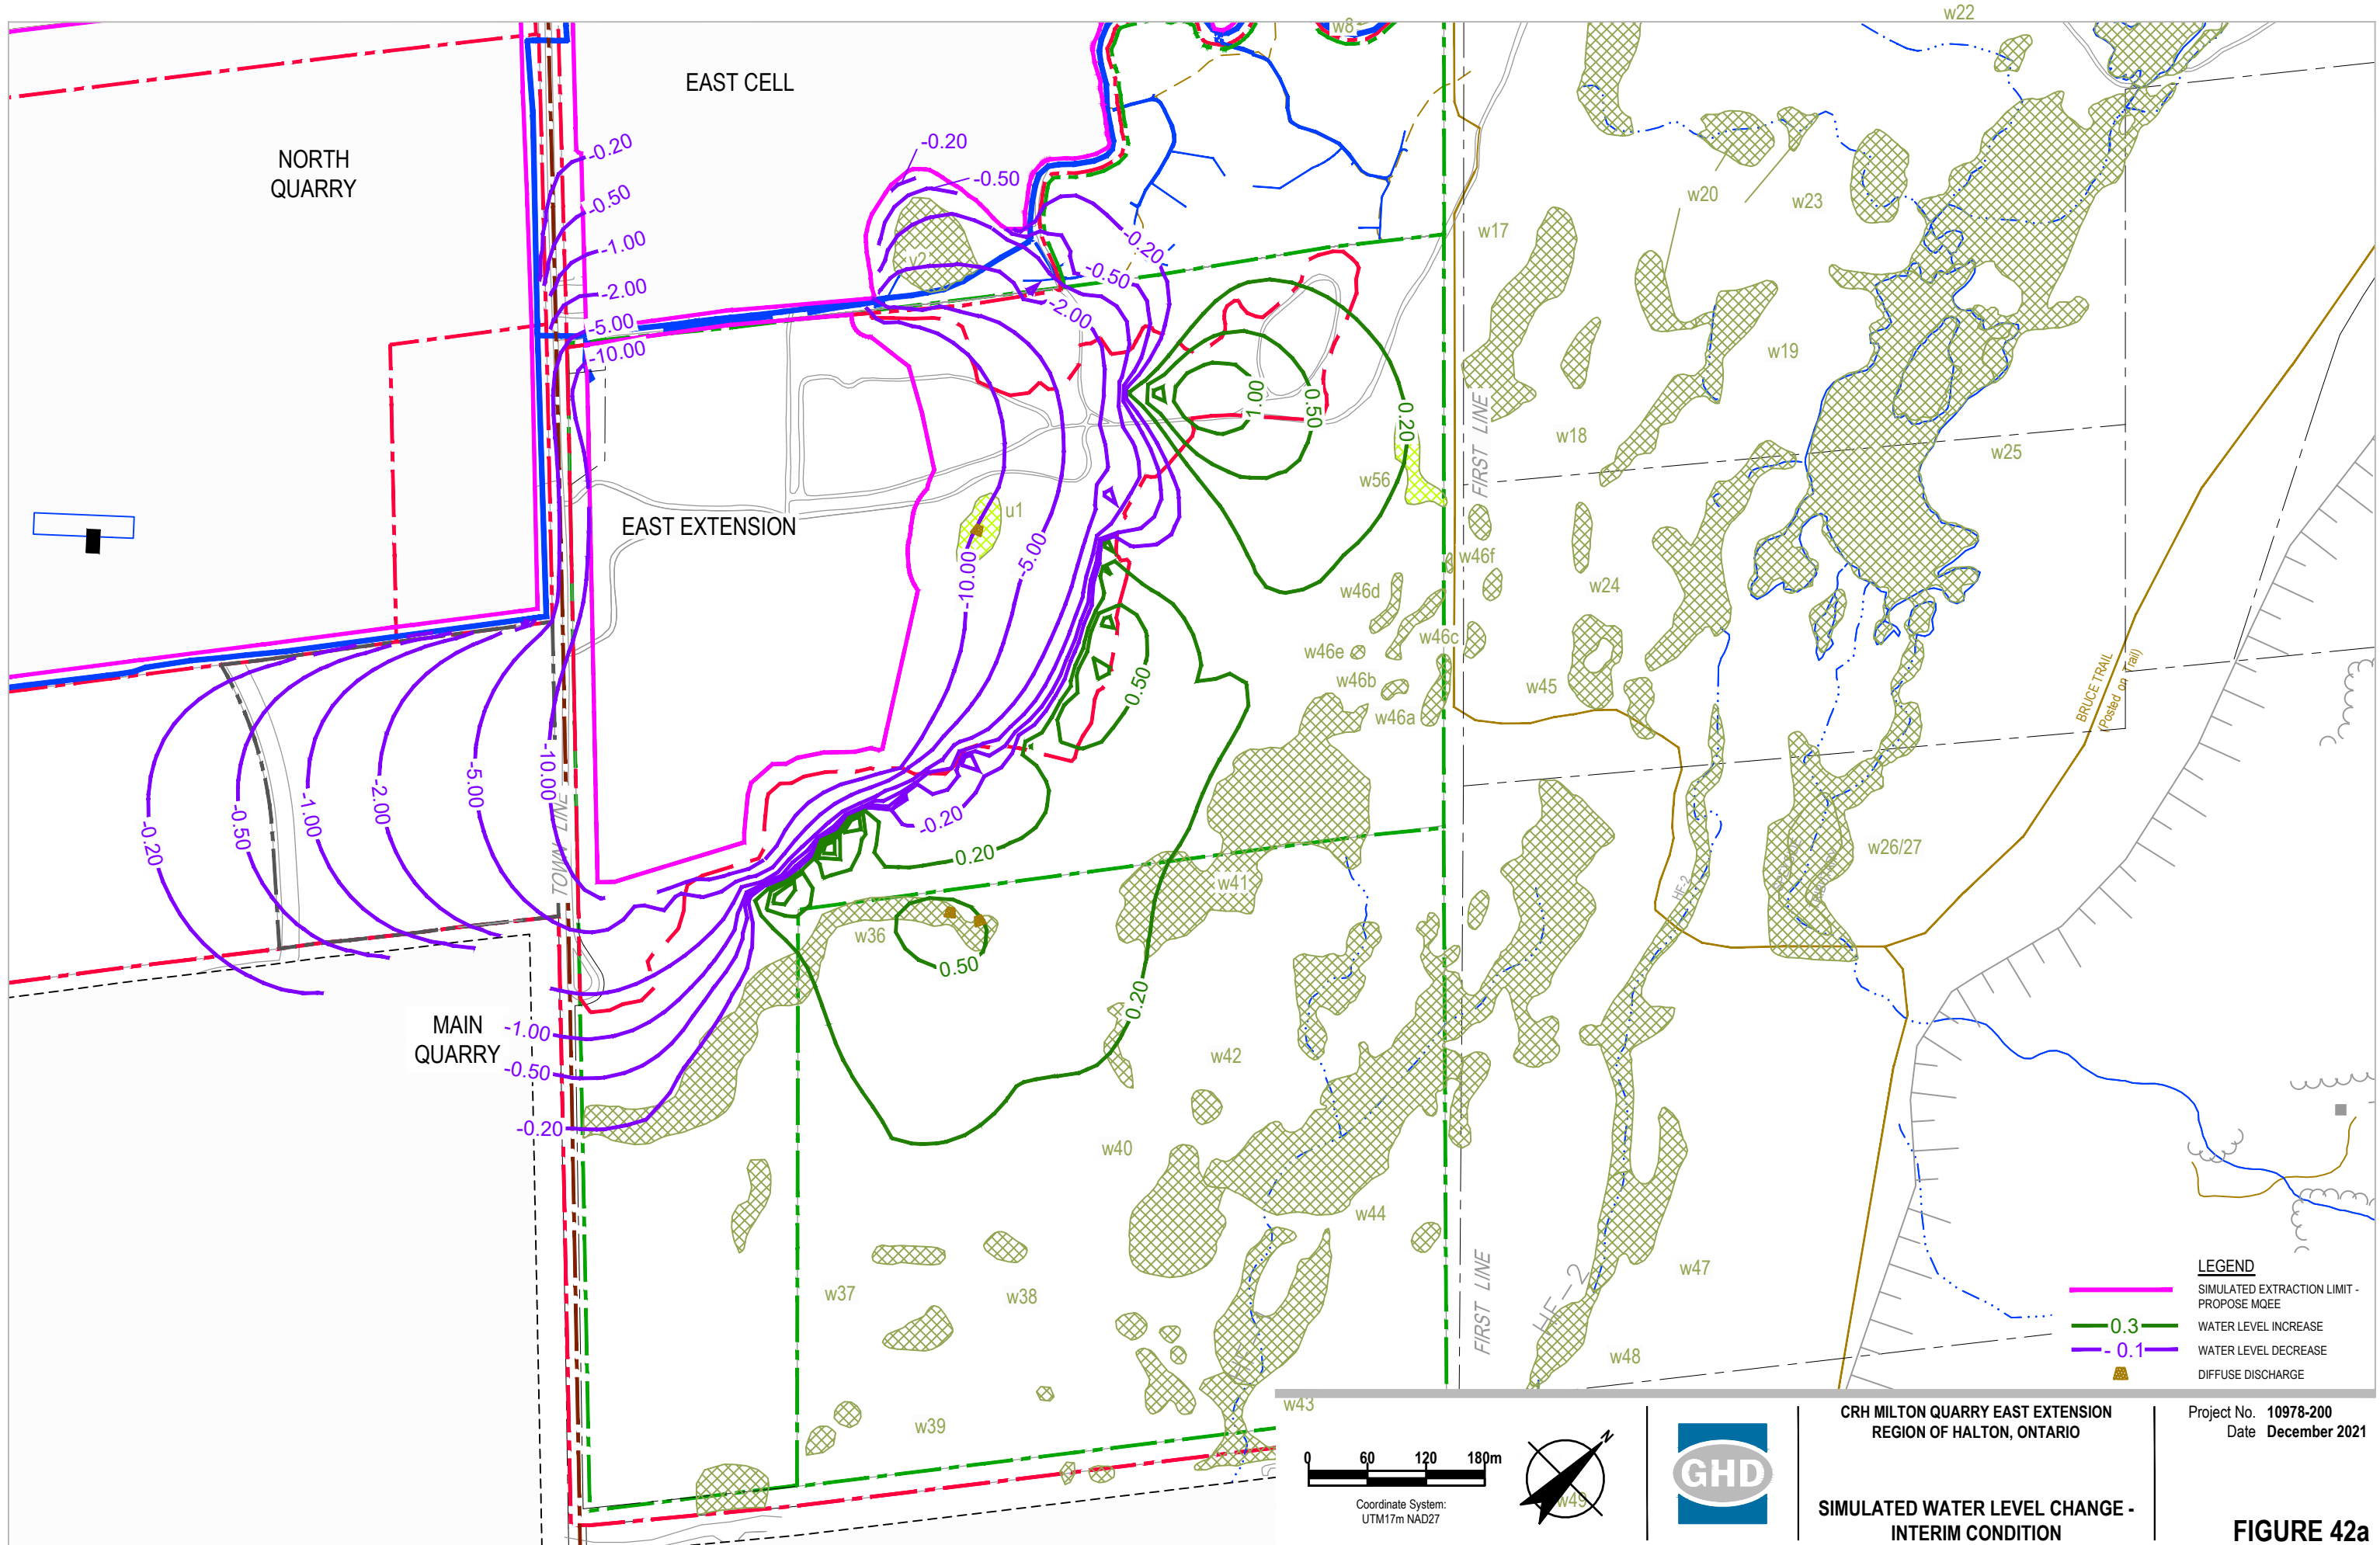 w22
w8
EAST CELL
NORTH
QUARRY
-0.20
-0.50
-1.00
-2.00
-5.00
-10.00
-0.20
-0.50
v2
-0.20
-0.50
-2.00
w20
w23
w17
w19
w18
w25
1.00
0.50
0.20
FIRST LINE
w56
EAST EXTENSION
u1
-10.00
-5.00
w46f
w46d
w24
w46c
w46e
w46b
w46a
w45
0.50
BRUCE TRAIL
(Posted on Trail)
-0.20
-0.50
-1.00
-2.00
-5.00
-10.00
TOWN LINE
-0.20
0.20
w41
w26/27
HF-2
w36
0.50
0.20
MAIN
QUARRY
-1.00
-0.50
-0.20
w42
w40
w44
w37
w38
w47
FIRST LINE
HF-2
w48
w39
w43
LEGEND
SIMULATED EXTRACTION LIMIT -
PROPOSE MQEE
0.3 WATER LEVEL INCREASE
- 0.1 WATER LEVEL DECREASE
DIFFUSE DISCHARGE
0 60 120 180m
Coordinate System:
UTM17m NAD27
N
w49
GHD
CRH MILTON QUARRY EAST EXTENSION
REGION OF HALTON, ONTARIO
SIMULATED WATER LEVEL CHANGE -
INTERIM CONDITION
Project No. 10978-200
Date December 2021
FIGURE 42a